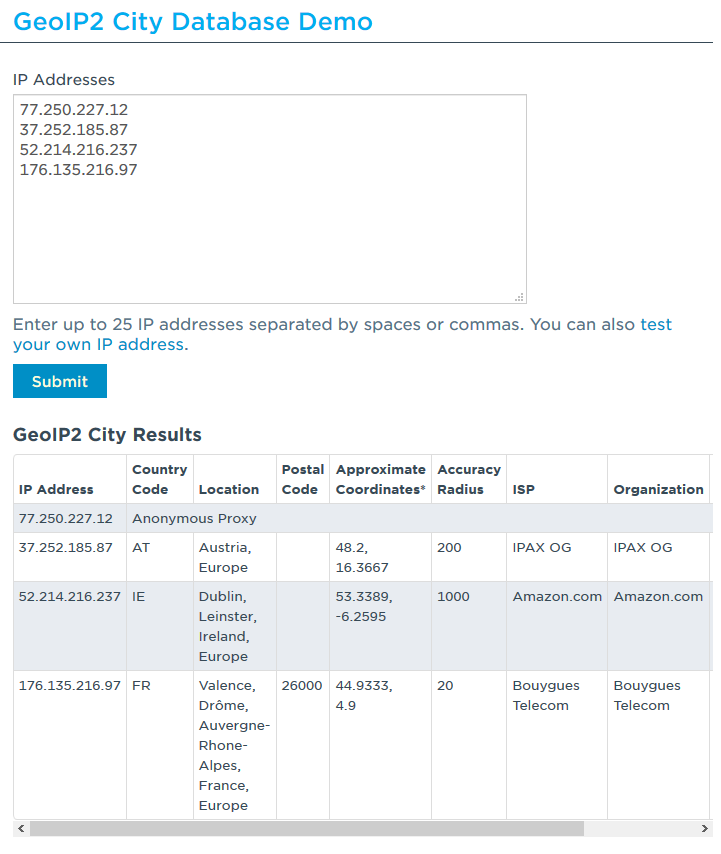 GeoIP2 City Database Demo
IP Addresses
77.250.227.12
37.252.185.87
52.214.216.237
176.135.216.97
Enter up to 25 IP addresses separated by spaces or commas. You can also test
your own IP address.
Submit
GeoIP2 City Results
IP Address Country Code Location Postal Code Approximate Coordinates* Accuracy Radius ISP Organization
77.250.227.12 Anonymous Proxy
37.252.185.87 AT Austria, Europe 48.2, 16.3667 200 IPAX OG IPAX OG
52.214.216.237 IE Dublin, Leinster, Ireland, Europe 53.3389, -6.2595 1000 Amazon.com Amazon.com
176.135.216.97 FR Valence, Drôme, Auvergne-Rhone-Alpes, France, Europe 26000 44.9333, 4.9 20 Bouygues Telecom Bouygues Telecom